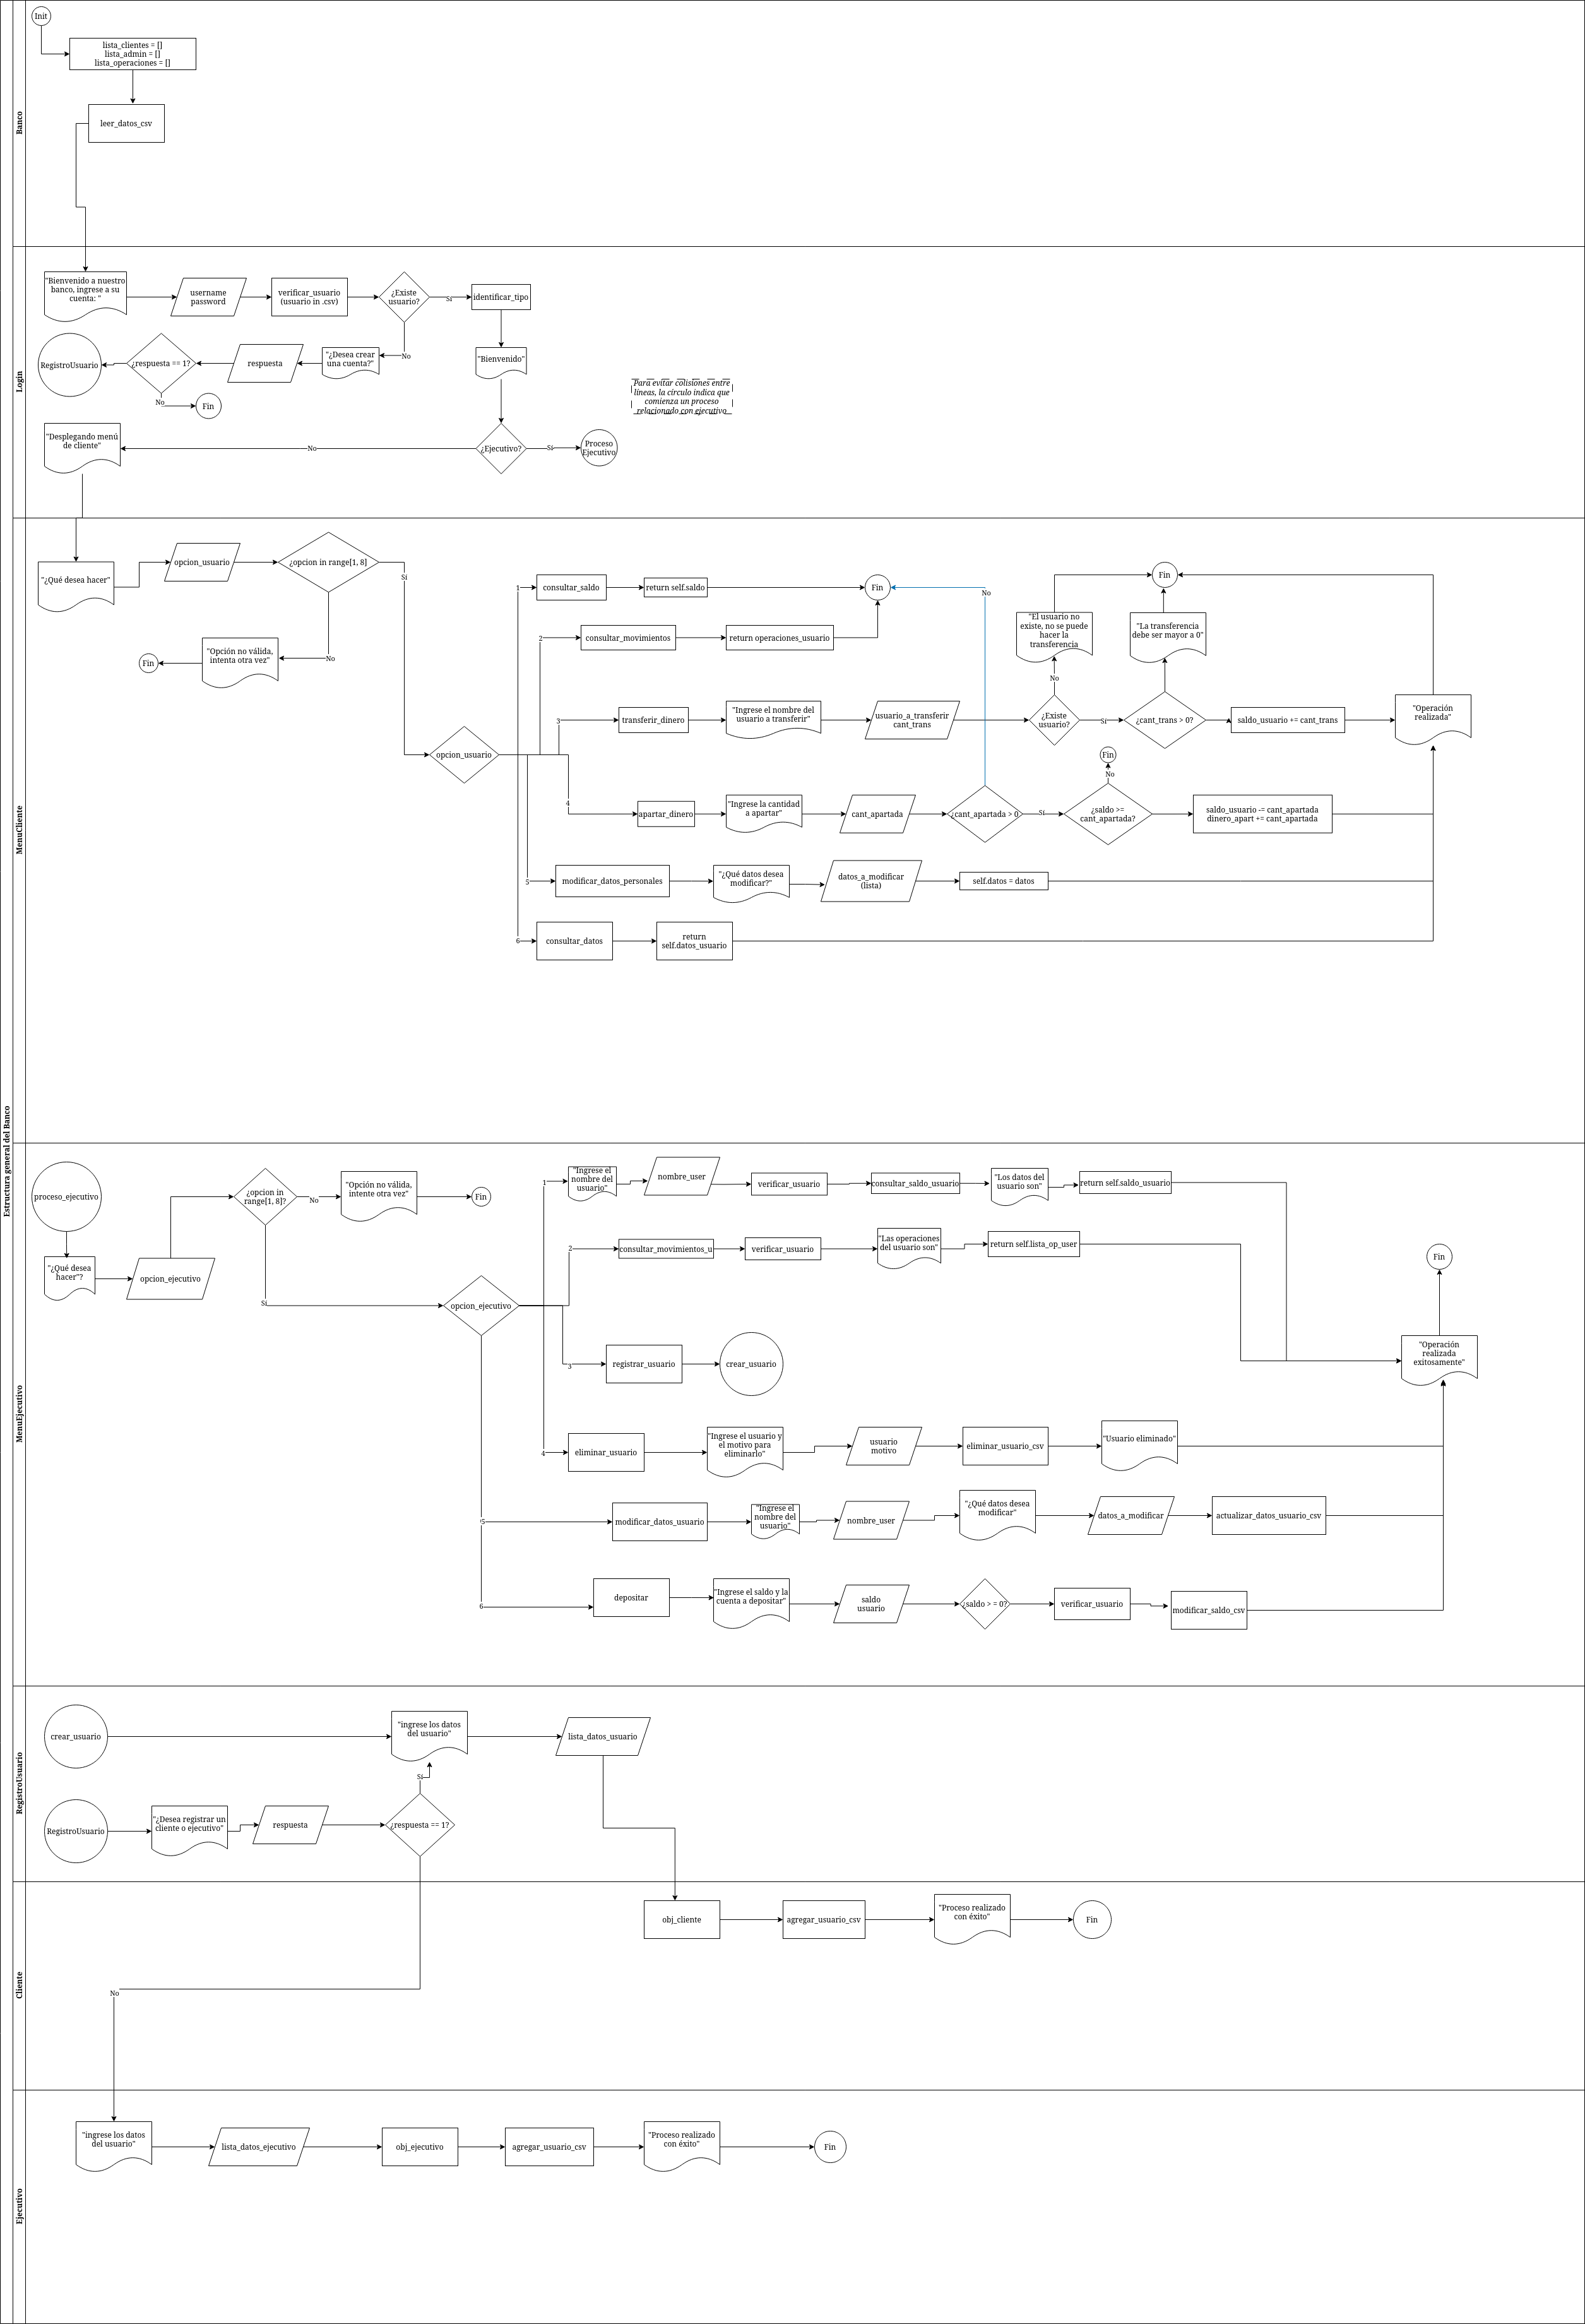 Estructura general del Banco
Banco
Init
lista_clientes = []
lista_admin = []
lista_operaciones = []
leer_datos_csv
Login
"Bienvenido a nuestro
banco, ingrese a su
cuenta: "
username
password
verificar_usuario
(usuario in .csv)
¿Existe
usuario?
Sí
identificar_tipo
No
"¿Desea crear
una cuenta?"
respuesta
¿respuesta == 1?
RegistroUsuario
No
Fin
"Bienvenido"
Para evitar colisiones entre
líneas, la círculo indica que
comienza un proceso
relacionado con ejecutivo
¿Ejecutivo?
Sí
Proceso
Ejecutivo
No
"Desplegando menú
de cliente"
MenuCliente
"¿Qué desea hacer"
opcion_usuario
¿opcion in range[1, 8]
Sí
No
"Opción no válida,
intenta otra vez"
Fin
opcion_usuario
1
consultar_saldo
return self.saldo
Fin
No
2
consultar_movimientos
return operaciones_usuario
3
transferir_dinero
"Ingrese el nombre del
usuario a transferir"
usuario_a_transferir
cant_trans
¿Existe
usuario?
No
"El usuario no
existe, no se puede
hacer la
transferencia
Fin
Sí
¿cant_trans > 0?
"La transferencia
debe ser mayor a 0"
saldo_usuario += cant_trans
"Operación
realizada"
4
apartar_dinero
"Ingrese la cantidad
a apartar"
cant_apartada
¿cant_apartada > 0
Sí
¿saldo >=
cant_apartada?
No
Fin
saldo_usuario -= cant_apartada
dinero_apart += cant_apartada
5
modificar_datos_personales
"¿Qué datos desea
modificar?"
datos_a_modificar
(lista)
self.datos = datos
6
consultar_datos
return
self.datos_usuario
MenuEjecutivo
proceso_ejecutivo
"¿Qué desea
hacer"?
opcion_ejecutivo
¿opcion in
range[1, 8]?
No
"Opción no válida,
intente otra vez"
Fin
Sí
opcion_ejecutivo
1
"Ingrese el
nombre del
usuario"
nombre_user
verificar_usuario
consultar_saldo_usuario
"Los datos del
usuario son"
return self.saldo_usuario
2
consultar_movimientos_u
verificar_usuario
"Las operaciones
del usuario son"
return self.lista_op_user
3
registrar_usuario
crear_usuario
Fin
"Operación
realizada
exitosamente"
4
eliminar_usuario
"Ingrese el usuario y
el motivo para
eliminarlo"
usuario
motivo
eliminar_usuario_csv
"Usuario eliminado"
5
modificar_datos_usuario
"Ingrese el
nombre del
usuario"
nombre_user
"¿Qué datos desea
modificar"
datos_a_modificar
actualizar_datos_usuario_csv
6
depositar
"Ingrese el saldo y la
cuenta a depositar"
saldo
usuario
¿saldo > = 0?
verificar_usuario
modificar_saldo_csv
RegistroUsuario
crear_usuario
"ingrese los datos
del usuario"
lista_datos_usuario
Sí
RegistroUsuario
"¿Desea registrar un
cliente o ejecutivo"
respuesta
¿respuesta == 1?
Cliente
obj_cliente
agregar_usuario_csv
"Proceso realizado
con éxito"
Fin
No
Ejecutivo
"ingrese los datos
del usuario"
lista_datos_ejecutivo
obj_ejecutivo
agregar_usuario_csv
"Proceso realizado
con éxito"
Fin